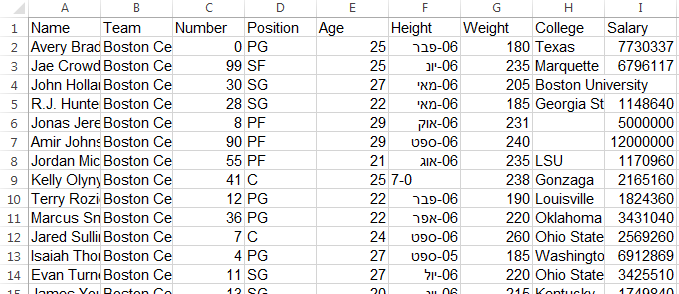 A B C D E F G H I
1 Name Team Number Position Age Height Weight College Salary
2 Avery Brad Boston Ce 0 PG 25 06-פבר 180 Texas 7730337
3 Jae Crowd Boston Ce 99 SF 25 06-יונ 235 Marquette 6796117
4 John Hollan Boston Ce 30 SG 27 06-מאי 205 Boston University
5 R.J. Hunte Boston Ce 28 SG 22 06-מאי 185 Georgia St 1148640
6 Jonas Jere Boston Ce 8 PF 29 06-אוק 231 5000000
7 Amir Johns Boston Ce 90 PF 29 06-ספט 240 12000000
8 Jordan Mic Boston Ce 55 PF 21 06-אוג 235 LSU 1170960
9 Kelly Olyny Boston Ce 41 C 25 7-0 238 Gonzaga 2165160
10 Terry Rozi Boston Ce 12 PG 22 06-פבר 190 Louisville 1824360
11 Marcus Sn Boston Ce 36 PG 22 06-אפר 220 Oklahoma 3431040
12 Jared Sulli Boston Ce 7 C 24 06-ספט 260 Ohio State 2569260
13 Isaiah Tho Boston Ce 4 PG 27 05-ספט 185 Washingto 6912869
14 Evan Turne Boston Ce 11 SG 27 06-יול 220 Ohio State 3425510
15 James Boston Ce 13 SG 20 215 Kentucky 1749840